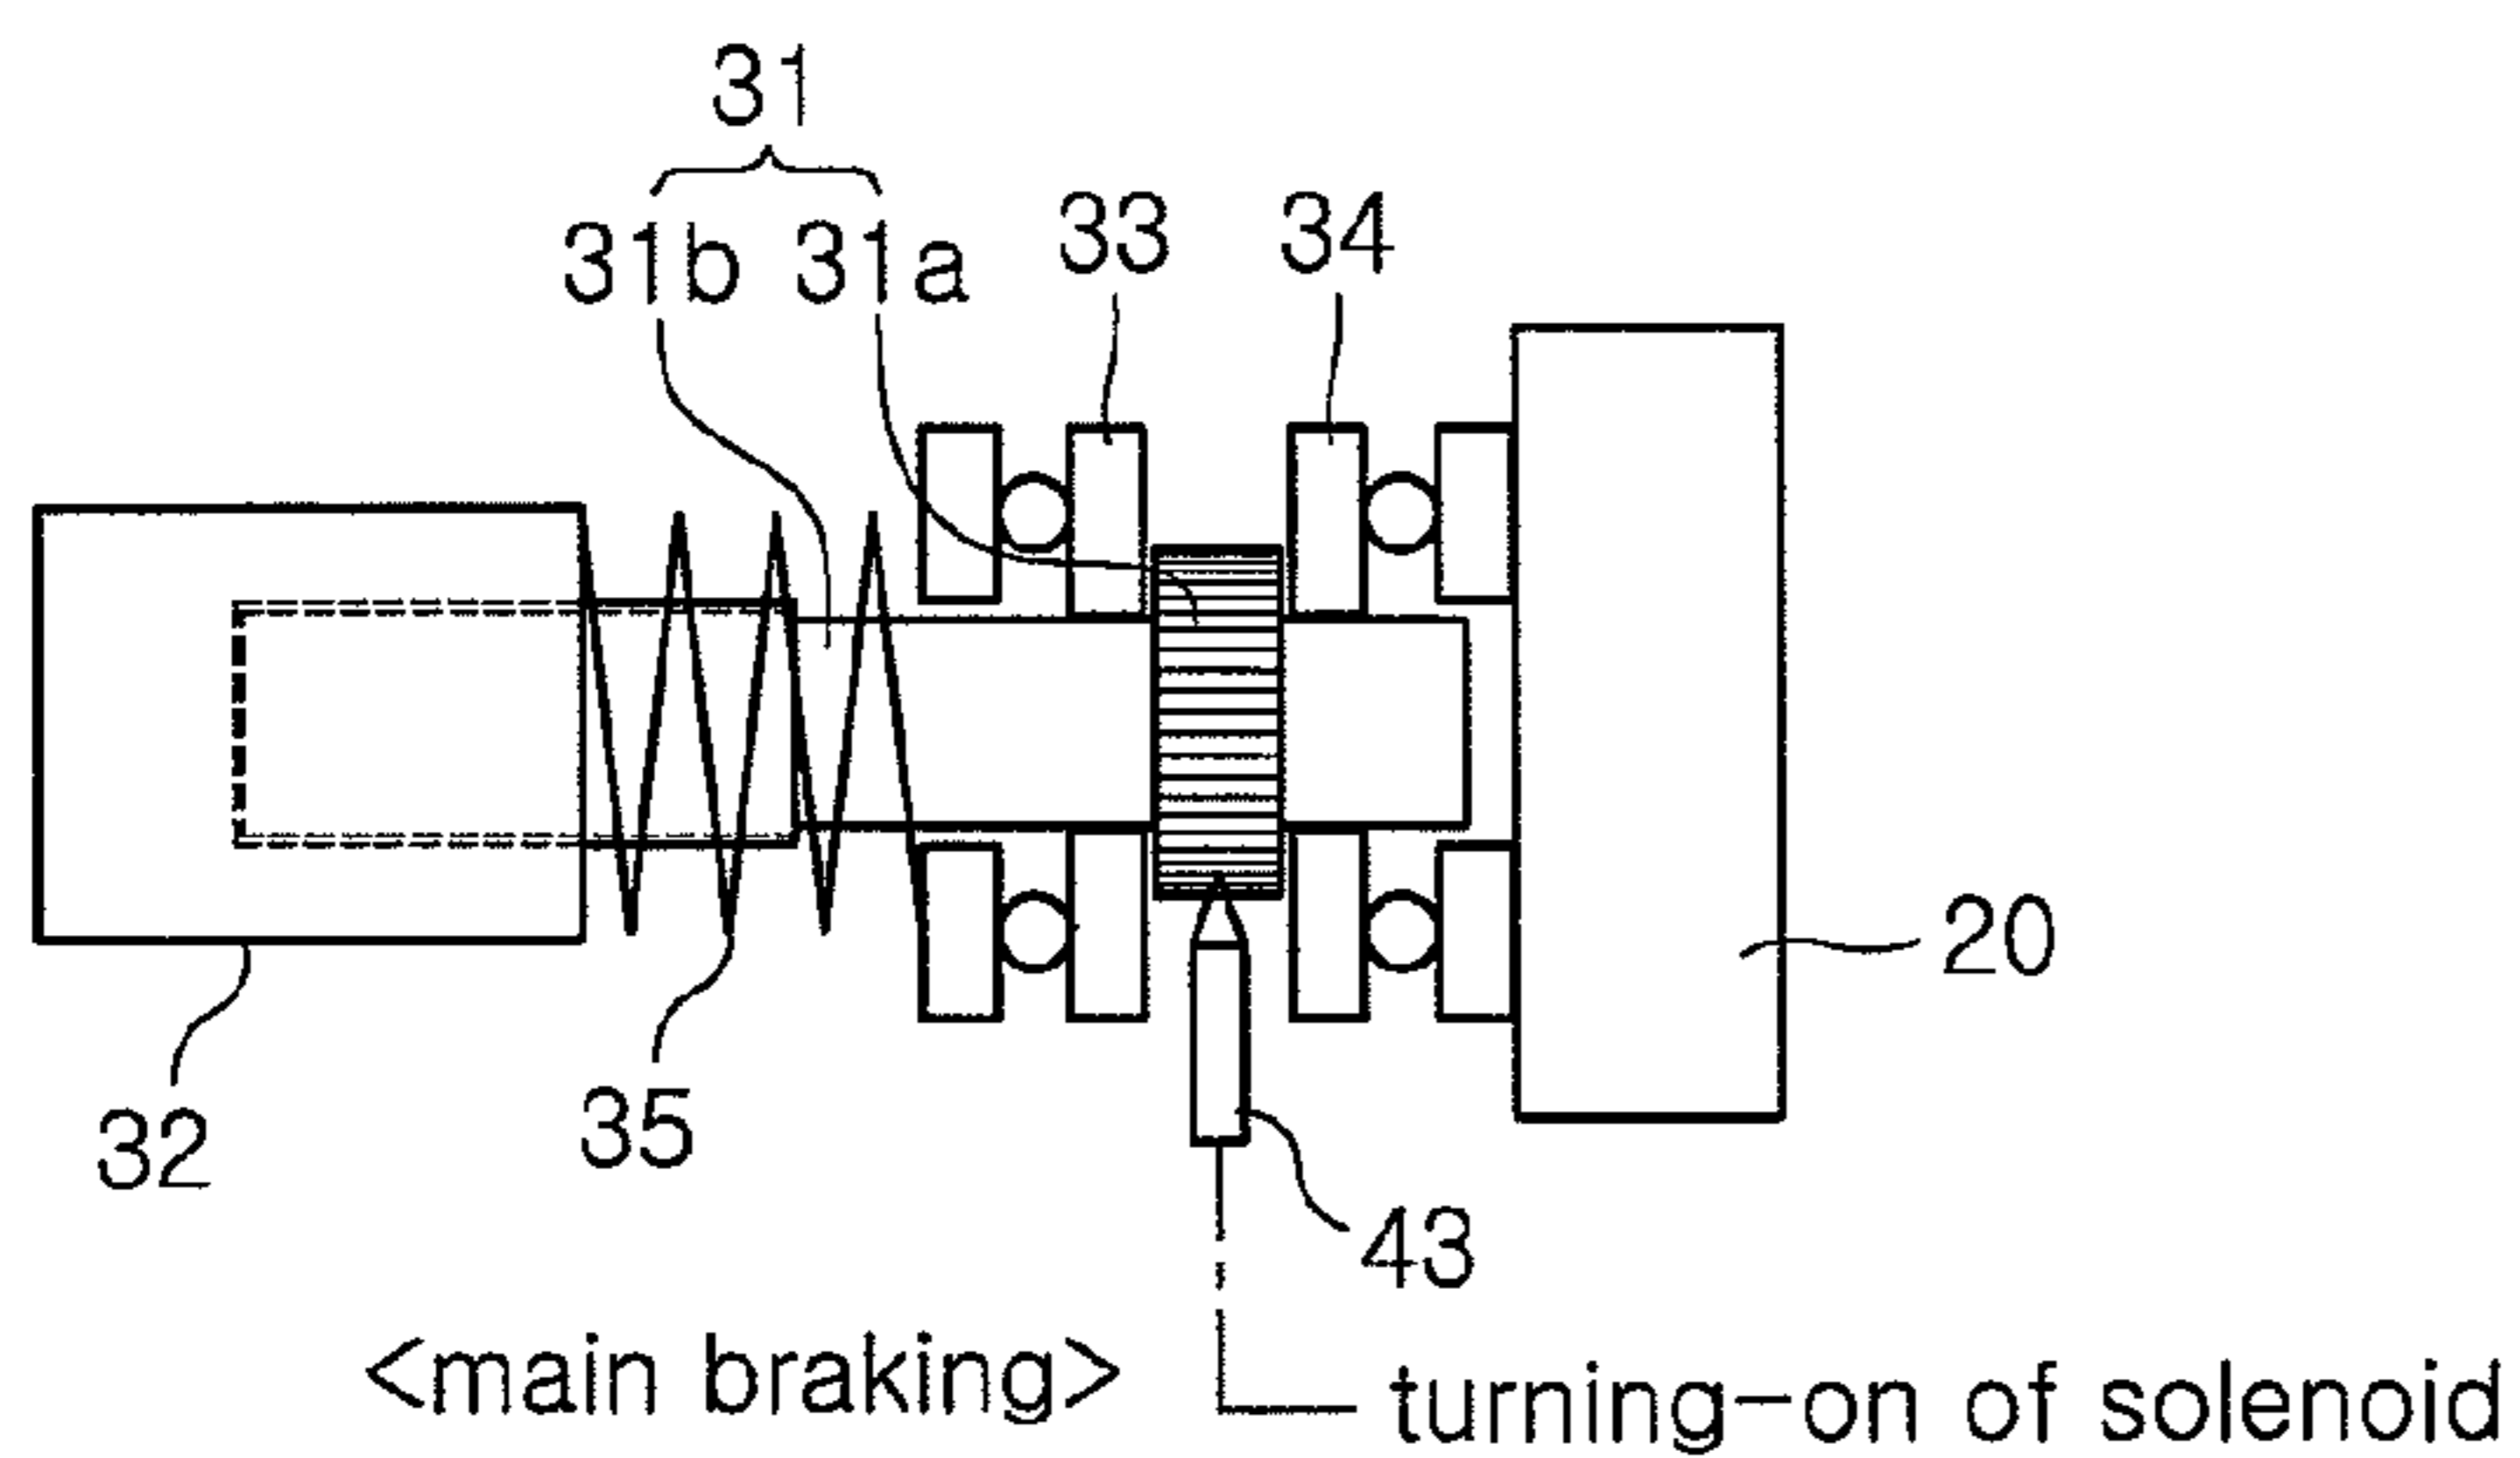 31
31b 31a 33 34
20
32 35 43
<main braking>
turning-on of solenoid